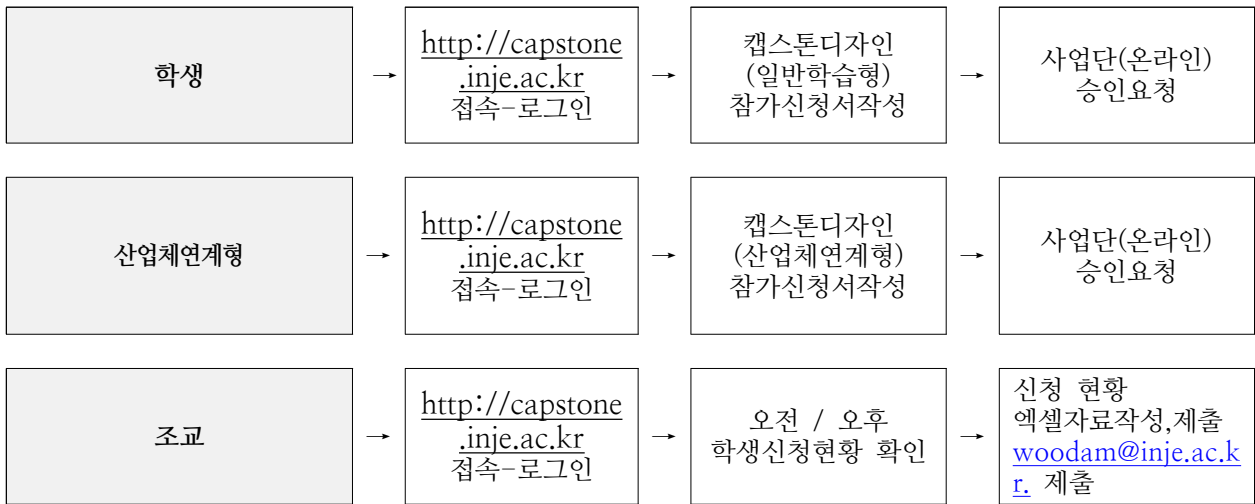 학생
→
http://capstone
.inje.ac.kr
접속-로그인
→
캡스톤디자인
(일반학습형)
참가신청서작성
→
사업단(온라인)
승인요청
산업체연계형
→
http://capstone
.inje.ac.kr
접속-로그인
→
캡스톤디자인
(산업체연계형)
참가신청서작성
→
사업단(온라인)
승인요청
조교
→
http://capstone
.inje.ac.kr
접속-로그인
→
오전 / 오후
학생신청현황 확인
→
신청 현황
엑셀자료작성,제출
woodam@inje.ac.k
r. 제출